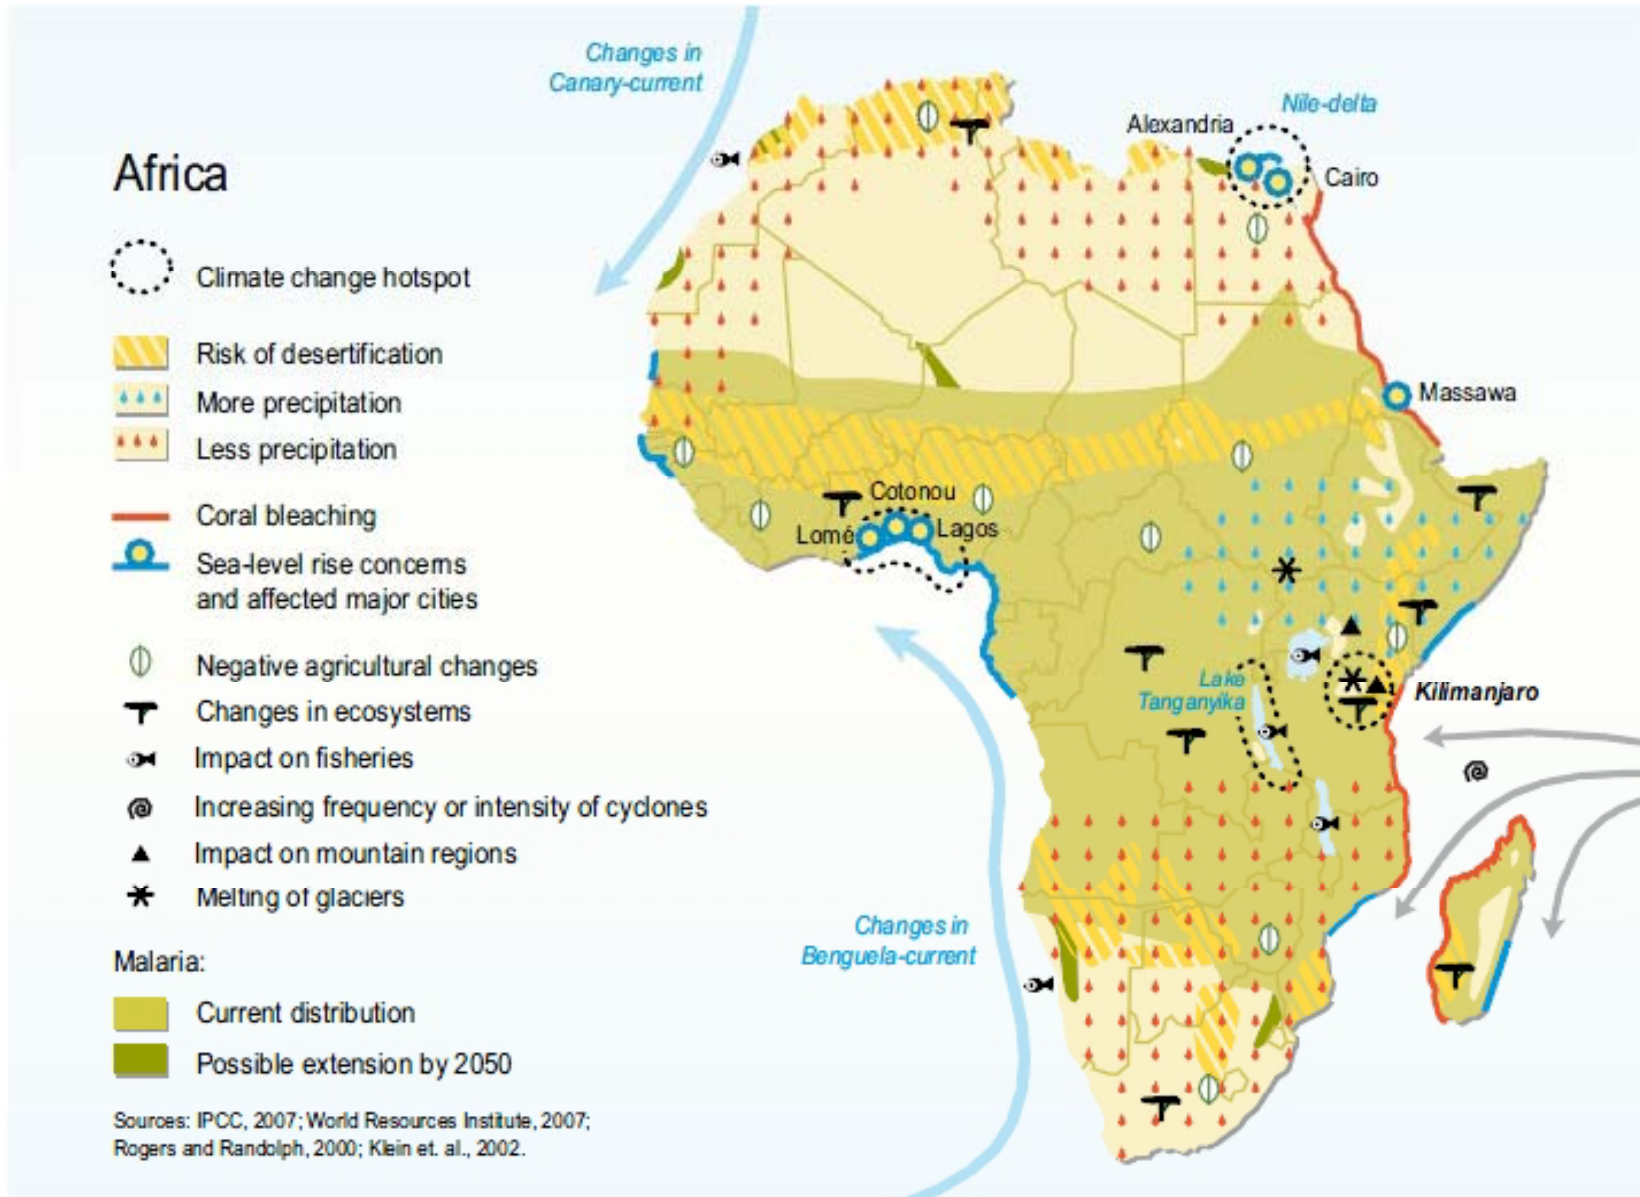 Changes in
Canary-current
Nile-delta
Alexandria
Cairo
Africa
Climate change hotspot
Risk of desertification
More precipitation
Less precipitation
Coral bleaching
Sea-level rise concerns
and affected major cities
Negative agricultural changes
Changes in ecosystems
Impact on fisheries
Increasing frequency or intensity of cyclones
Impact on mountain regions
Melting of glaciers
Malaria:
Current distribution
Possible extension by 2050
Sources: IPCC, 2007; World Resources Institute, 2007;
Rogers and Randolph, 2000; Klein et. al., 2002.
Massawa
Cotonou
Lomé
Lagos
Lake
Tanganyika
Kilimanjaro
Changes in
Benguela-current